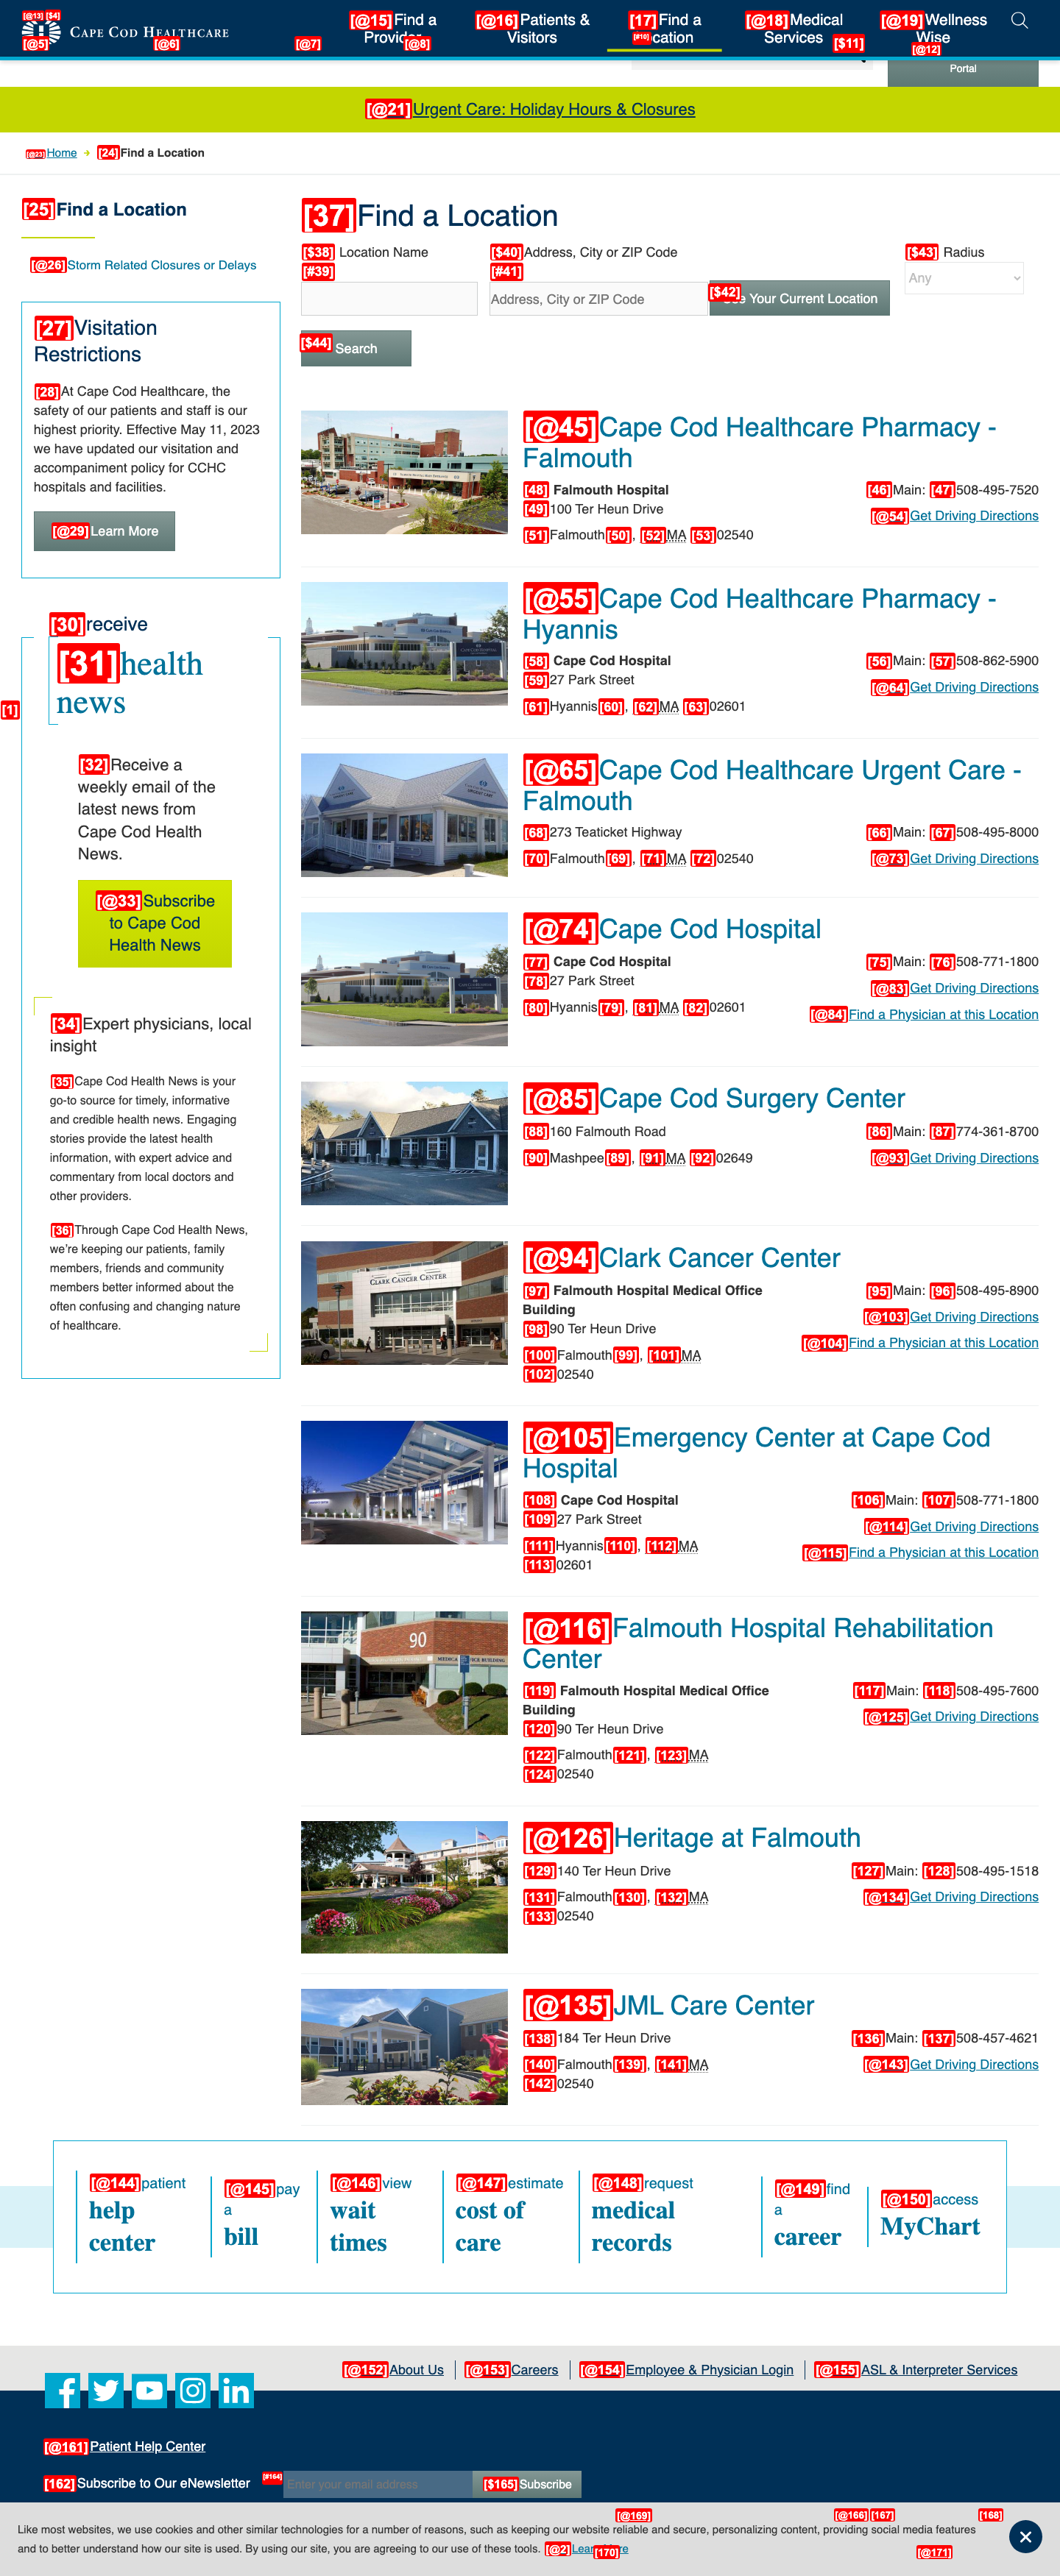 [@13] [$4]
CAPE COD HEALTHCARE
[@5] [@6] [@7] [@8]
[@15]Find a
Provider
[@16]Patients &
Visitors
[17]Find a
[#10]cation
[@18]Medical
Services [$11]
[@19]Wellness
Wise
[@12]
Portal
[@21]Urgent Care: Holiday Hours & Closures
[@23]Home [24]Find a Location
[25]Find a Location
[@26]Storm Related Closures or Delays
[27]Visitation
Restrictions
[28]At Cape Cod Healthcare, the
safety of our patients and staff is our
highest priority. Effective May 11, 2023
we have updated our visitation and
accompaniment policy for CCHC
hospitals and facilities.
[@29]Learn More
[30]receive
[31]health
news
[1]
[32]Receive a
weekly email of the
latest news from
Cape Cod Health
News.
[@33]Subscribe
to Cape Cod
Health News
[34]Expert physicians, local
insight
[35]Cape Cod Health News is your
go-to source for timely, informative
and credible health news. Engaging
stories provide the latest health
information, with expert advice and
commentary from local doctors and
other providers.
[36]Through Cape Cod Health News,
we're keeping our patients, family
members, friends and community
members better informed about the
often confusing and changing nature
of healthcare.
[37]Find a Location
[$38] Location Name
[#39]
[$40]Address, City or ZIP Code
[#41]
Address, City or ZIP Code
[$42]e Your Current Location
[$43] Radius
Any
[$44] Search
[@45]Cape Cod Healthcare Pharmacy -
Falmouth
[48] Falmouth Hospital
[49]100 Ter Heun Drive
[51]Falmouth[50], [52]MA [53]02540
[46]Main: [47]508-495-7520
[@54]Get Driving Directions
[@55]Cape Cod Healthcare Pharmacy -
Hyannis
[58] Cape Cod Hospital
[59]27 Park Street
[61]Hyannis[60], [62]MA [63]02601
[56]Main: [57]508-862-5900
[@64]Get Driving Directions
[@65]Cape Cod Healthcare Urgent Care -
Falmouth
[68]273 Teaticket Highway
[70]Falmouth[69], [71]MA [72]02540
[66]Main: [67]508-495-8000
[@73]Get Driving Directions
[@74]Cape Cod Hospital
[77] Cape Cod Hospital
[78]27 Park Street
[80]Hyannis[79], [81]MA [82]02601
[75]Main: [76]508-771-1800
[@83]Get Driving Directions
[@84]Find a Physician at this Location
[@85]Cape Cod Surgery Center
[88]160 Falmouth Road
[90]Mashpee[89], [91]MA [92]02649
[86]Main: [87]774-361-8700
[@93]Get Driving Directions
CLARK CANCER CENTER
[@94]Clark Cancer Center
[97] Falmouth Hospital Medical Office
Building
[98]90 Ter Heun Drive
[100]Falmouth[99], [101]MA
[102]02540
[95]Main: [96]508-495-8900
[@103]Get Driving Directions
[@104]Find a Physician at this Location
[@105]Emergency Center at Cape Cod
Hospital
[108] Cape Cod Hospital
[109]27 Park Street
[111]Hyannis[110], [112]MA
[113]02601
[106]Main: [107]508-771-1800
[@114]Get Driving Directions
[@115]Find a Physician at this Location
90
[@116]Falmouth Hospital Rehabilitation
Center
[119] Falmouth Hospital Medical Office
Building
[120]90 Ter Heun Drive
[122]Falmouth[121], [123]MA
[124]02540
[117]Main: [118]508-495-7600
[@125]Get Driving Directions
[@126]Heritage at Falmouth
[129]140 Ter Heun Drive
[131]Falmouth[130], [132]MA
[133]02540
[127]Main: [128]508-495-1518
[@134]Get Driving Directions
[@135]JML Care Center
[138]184 Ter Heun Drive
[140]Falmouth[139], [141]MA
[142]02540
[136]Main: [137]508-457-4621
[@143]Get Driving Directions
[@144]patient
help
center
[@145]pay
a
bill
[@146]view
wait
times
[@147]estimate
cost of
care
[@148]request
medical
records
[@149]find
a
career
[@150]access
MyChart
[@152]About Us [@153]Careers [@154]Employee & Physician Login [@155]ASL & Interpreter Services
[@161]Patient Help Center
[162]Subscribe to Our eNewsletter [#164] Enter your email address [$165]Subscribe
[@169] [@166] [167] [168]
Like most websites, we use cookies and other similar technologies for a number of reasons, such as keeping our website reliable and secure, personalizing content, providing social media features
and to better understand how our site is used. By using our site, you are agreeing to our use of these tools. [@2]Lear[170]e [@171]